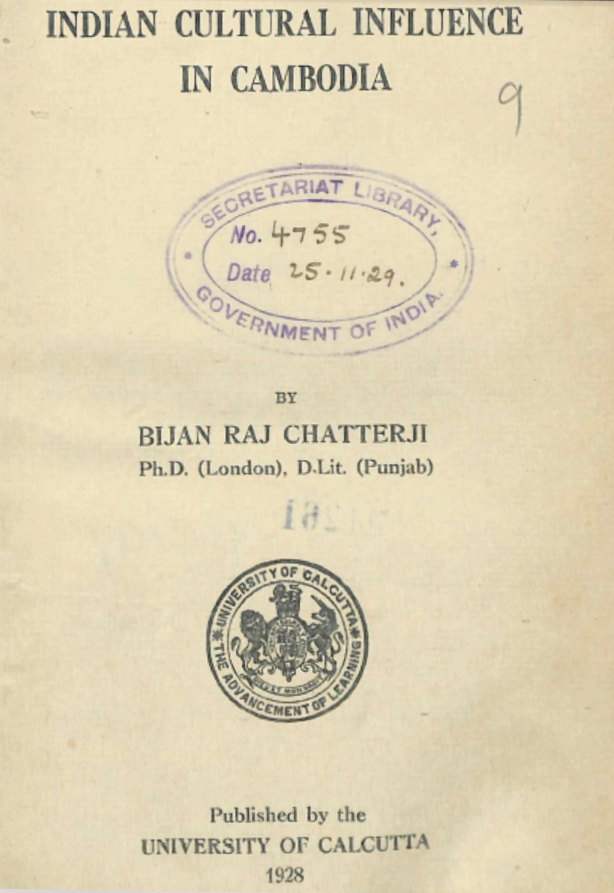 INDIAN CULTURAL INFLUENCE
IN CAMBODIA
9
SECRETARIAT LIBRARY,
No. 4755
Date 25.11.29.
GOVERNMENT OF INDIA.
BY
BIJAN RAJ CHATTERJI
Ph.D. (London), D.Lit. (Punjab)
UNIVERSITY OF CALCUTTA
THE ADVANCEMENT OF LEARNING
Published by the
UNIVERSITY OF CALCUTTA
1928